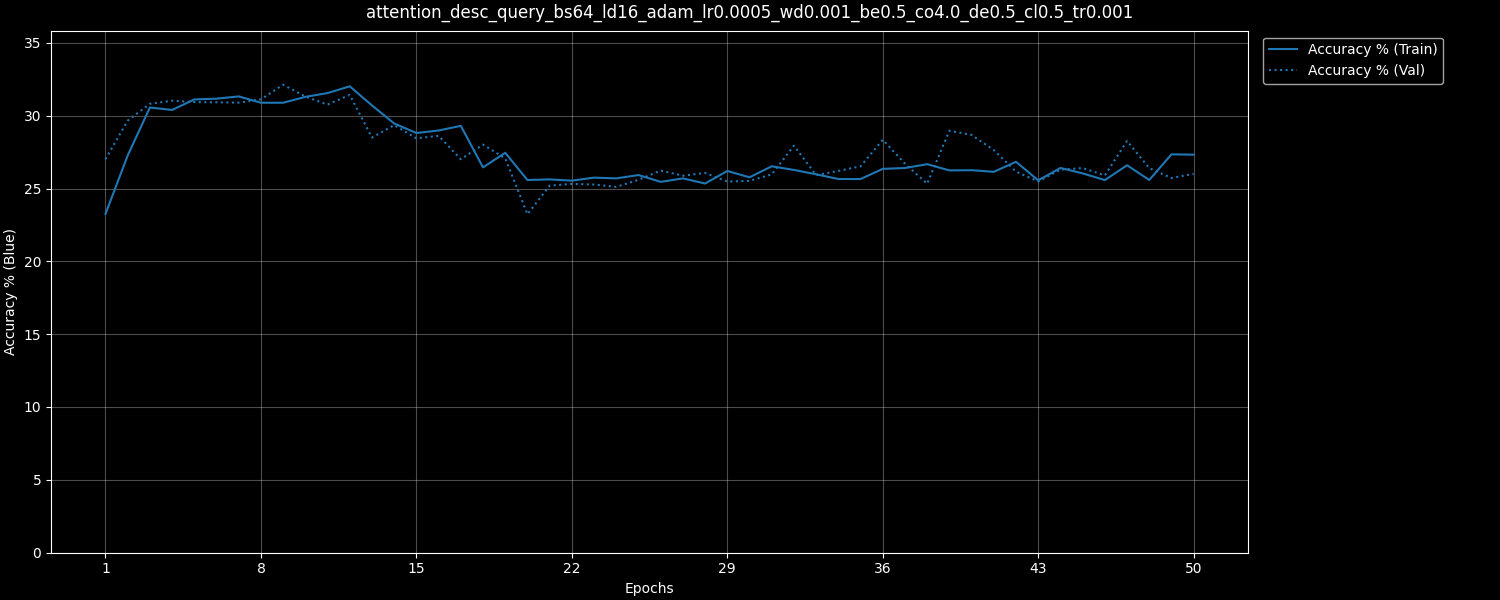 attention_desc_query_bs64_ld16_adam_lr0.0005_wd0.001_be0.5_co4.0_de0.5_cl0.5_tr0.001
Accuracy % (Train)
Accuracy % (Val)
Accuracy % (Blue)
35
30
25
20
15
10
5
0
1 8 15 22 29 36 43 50
Epochs